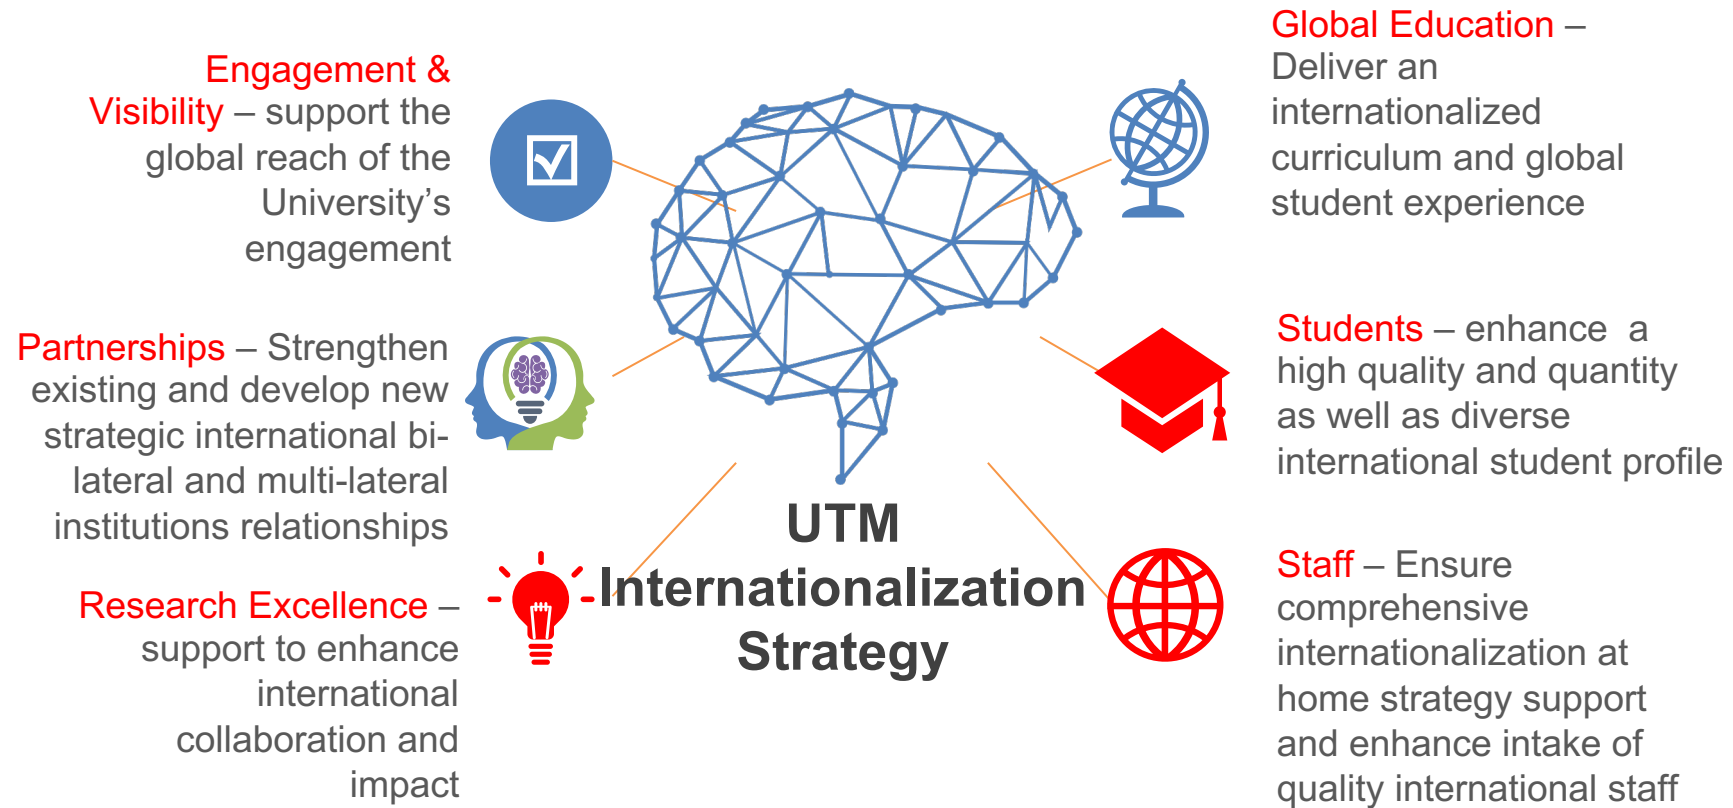 Engagement &
Visibility – support the
global reach of the
University’s
engagement
Partnerships – Strengthen
existing and develop new
strategic international bi-
lateral and multi-lateral
institutions relationships
Research Excellence –
support to enhance
international
collaboration and
impact
UTM
Internationalization
Strategy
Global Education –
Deliver an
internationalized
curriculum and global
student experience
Students – enhance  a
high quality and quantity
as well as diverse
international student profile
Staff – Ensure
comprehensive
internationalization at
home strategy support
and enhance intake of
quality international staff